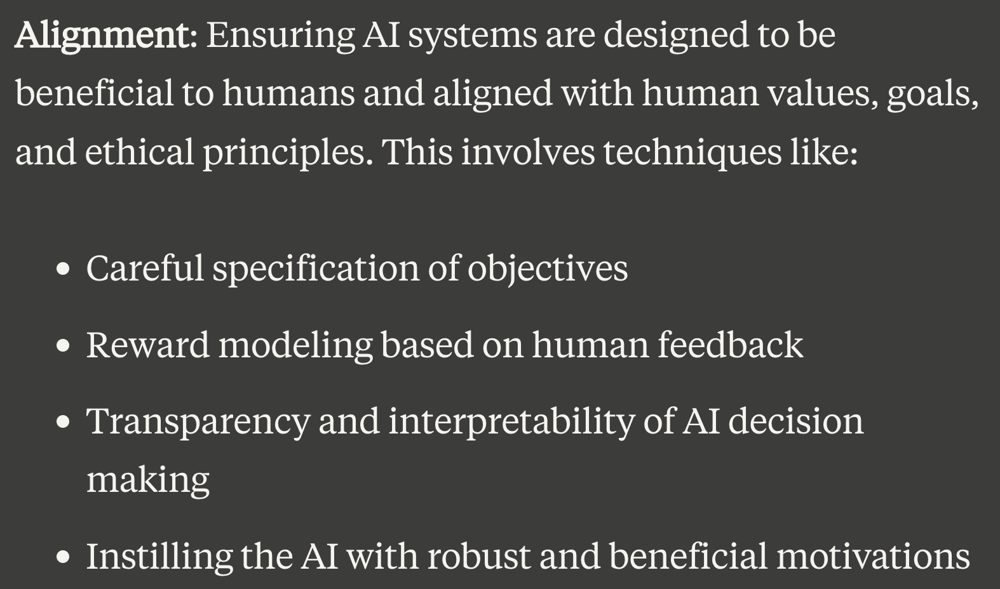 Alignment: Ensuring AI systems are designed to be
beneficial to humans and aligned with human values, goals,
and ethical principles. This involves techniques like:
• Careful specification of objectives
• Reward modeling based on human feedback
• Transparency and interpretability of AI decision
making
• Instilling the AI with robust and beneficial motivations